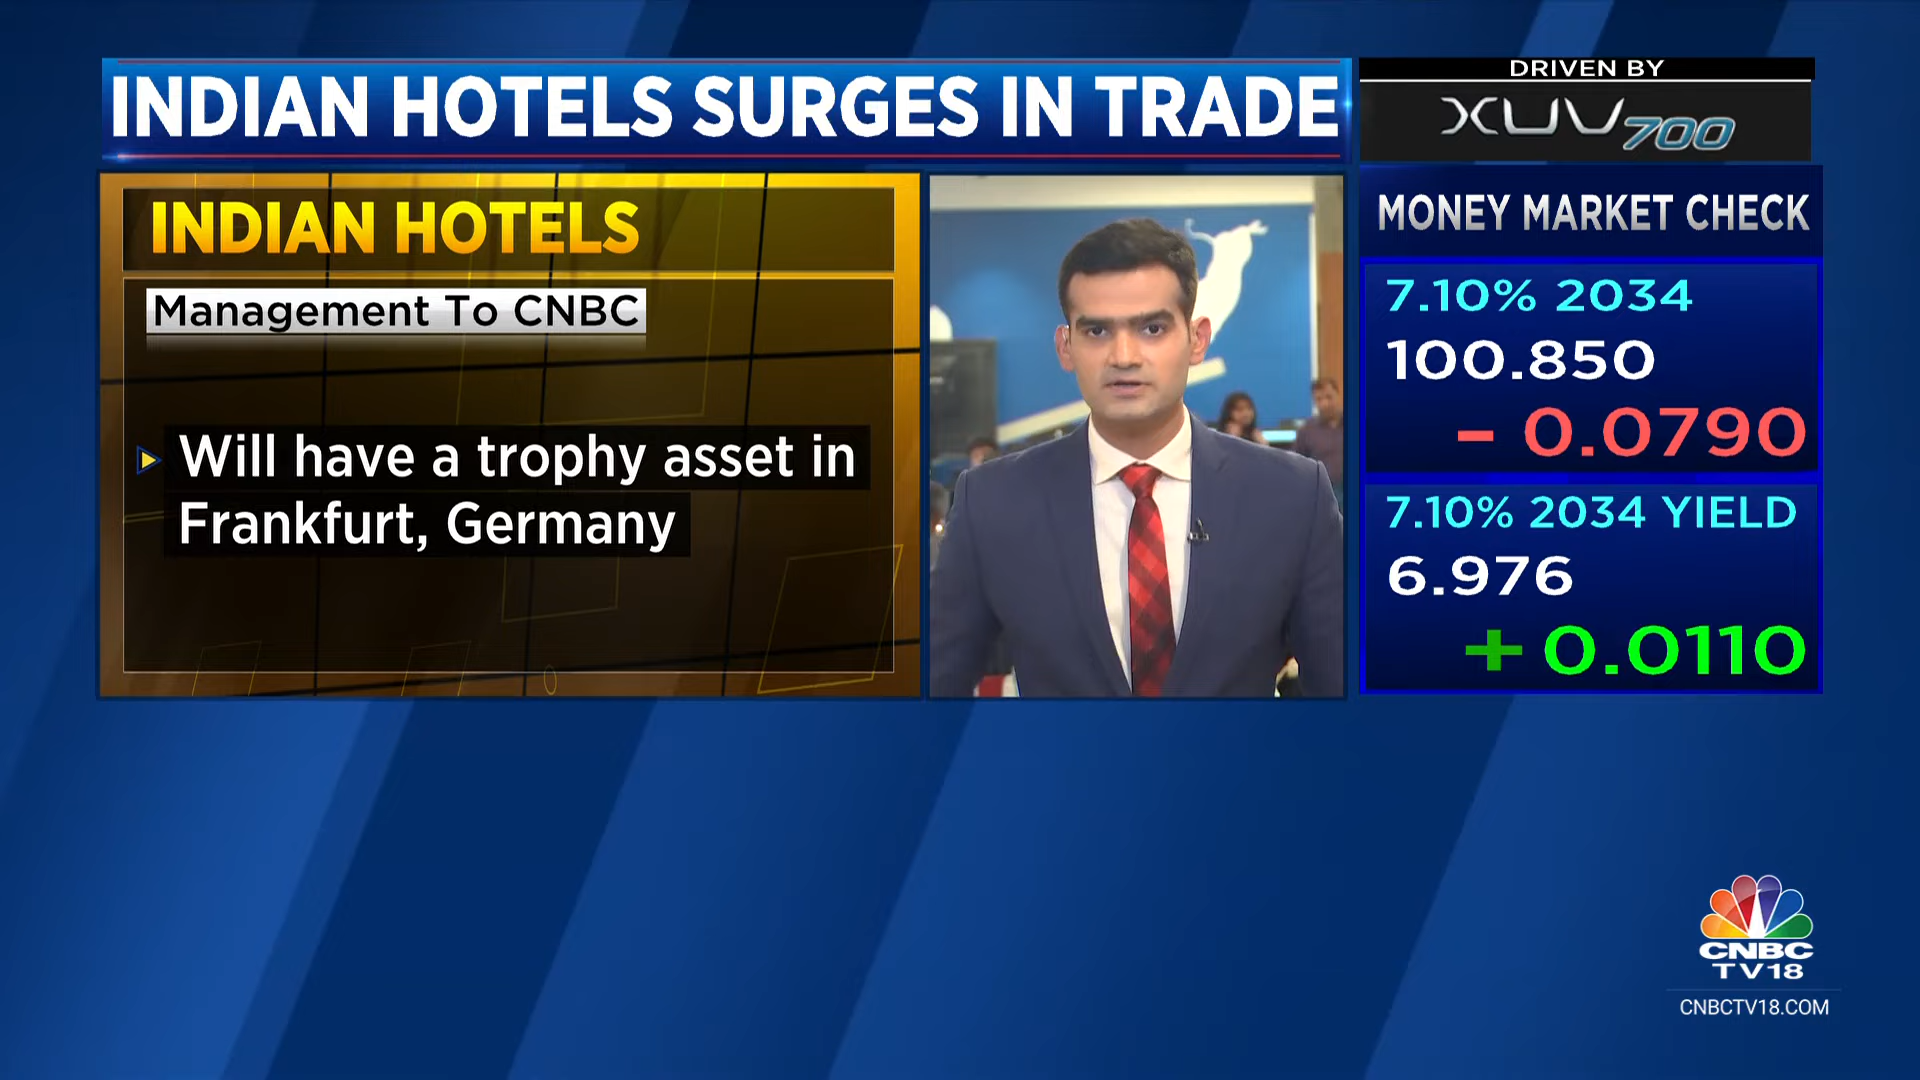 INDIAN HOTELS SURGES IN TRADE
DRIVEN BY
XUV700
INDIAN HOTELS
Management To CNBC
Will have a trophy asset in
Frankfurt, Germany
MONEY MARKET CHECK
7.10% 2034
100.850
- 0.0790
7.10% 2034 YIELD
6.976
+ 0.0110
CNBC
TV18
CNBCTV18.COM